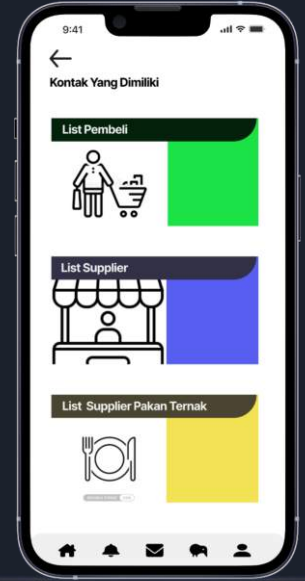 9:41
Kontak Yang Dimiliki
List Pembeli
List Supplier
List Supplier Pakan Ternak